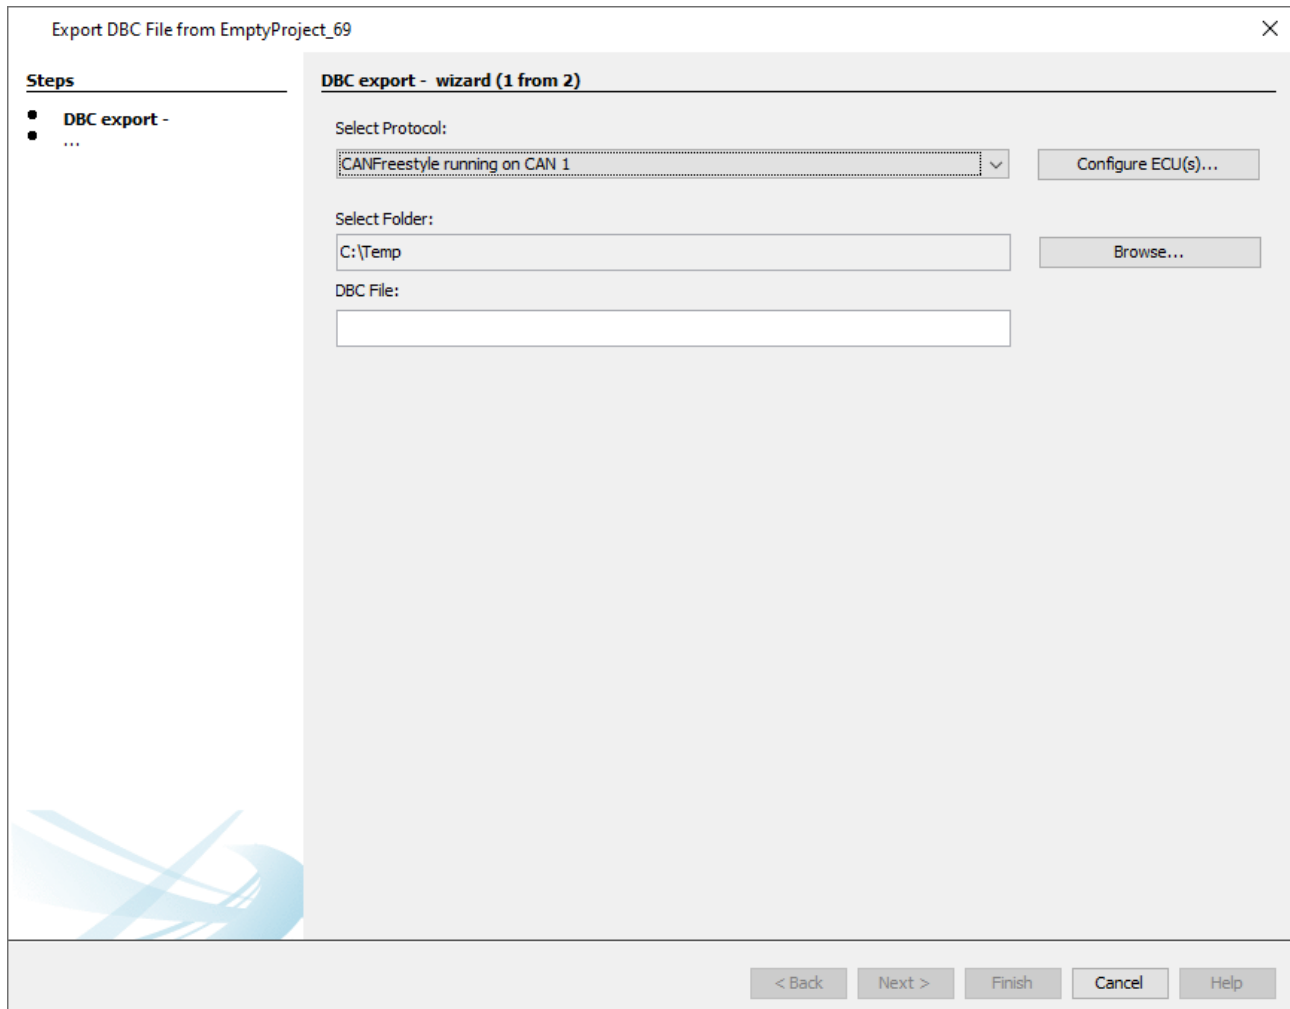 Export DBC File from EmptyProject_69
Steps
DBC export -
...
DBC export - wizard (1 from 2)
Select Protocol:
CANFreestyle running on CAN 1
Configure ECU(s)...
Select Folder:
C:\Temp
Browse...
DBC File:
< Back
Next >
Finish
Cancel
Help